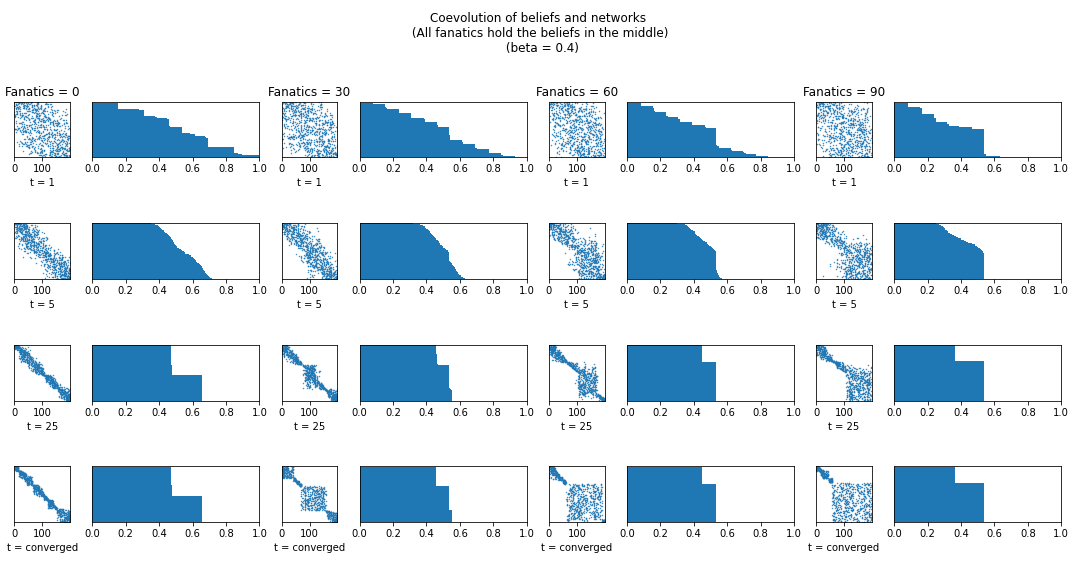 Coevolution of beliefs and networks
(All fanatics hold the beliefs in the middle)
(beta = 0.4)
Fanatics = 0
Fanatics = 30
Fanatics = 60
Fanatics = 90
0 100 0.0 0.2 0.4 0.6 0.8 1.0 0 100 0.0 0.2 0.4 0.6 0.8 1.0 0 100 0.0 0.2 0.4 0.6 0.8 1.0 0 100 0.0 0.2 0.4 0.6 0.8 1.0
t = 1
t = 1
t = 1
t = 1
0 100 0.0 0.2 0.4 0.6 0.8 1.0 0 100 0.0 0.2 0.4 0.6 0.8 1.0 0 100 0.0 0.2 0.4 0.6 0.8 1.0 0 100 0.0 0.2 0.4 0.6 0.8 1.0
t = 5
t = 5
t = 5
t = 5
0 100 0.0 0.2 0.4 0.6 0.8 1.0 0 100 0.0 0.2 0.4 0.6 0.8 1.0 0 100 0.0 0.2 0.4 0.6 0.8 1.0 0 100 0.0 0.2 0.4 0.6 0.8 1.0
t = 25
t = 25
t = 25
t = 25
0 100 0.0 0.2 0.4 0.6 0.8 1.0 0 100 0.0 0.2 0.4 0.6 0.8 1.0 0 100 0.0 0.2 0.4 0.6 0.8 1.0 0 100 0.0 0.2 0.4 0.6 0.8 1.0
t = converged
t = converged
t = converged
t = converged